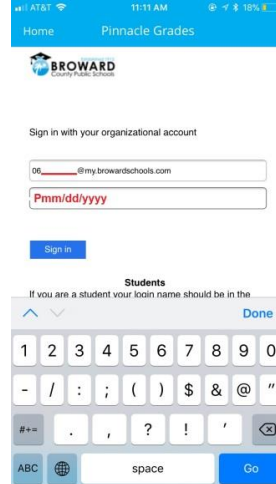 AT&T 11:11 AM 18%
Home Pinnacle Grades
BROWARD
County Public Schools
Sign in with your organizational account
06 @my.browardschools.com
Pmm/dd/yyyy
Sign in
Students
If you are a student your login name should be in the
Done
1 2 3 4 5 6 7 8 9 0
- / : ; ( ) $ & @ "
#+= . , ? ! '
ABC space Go